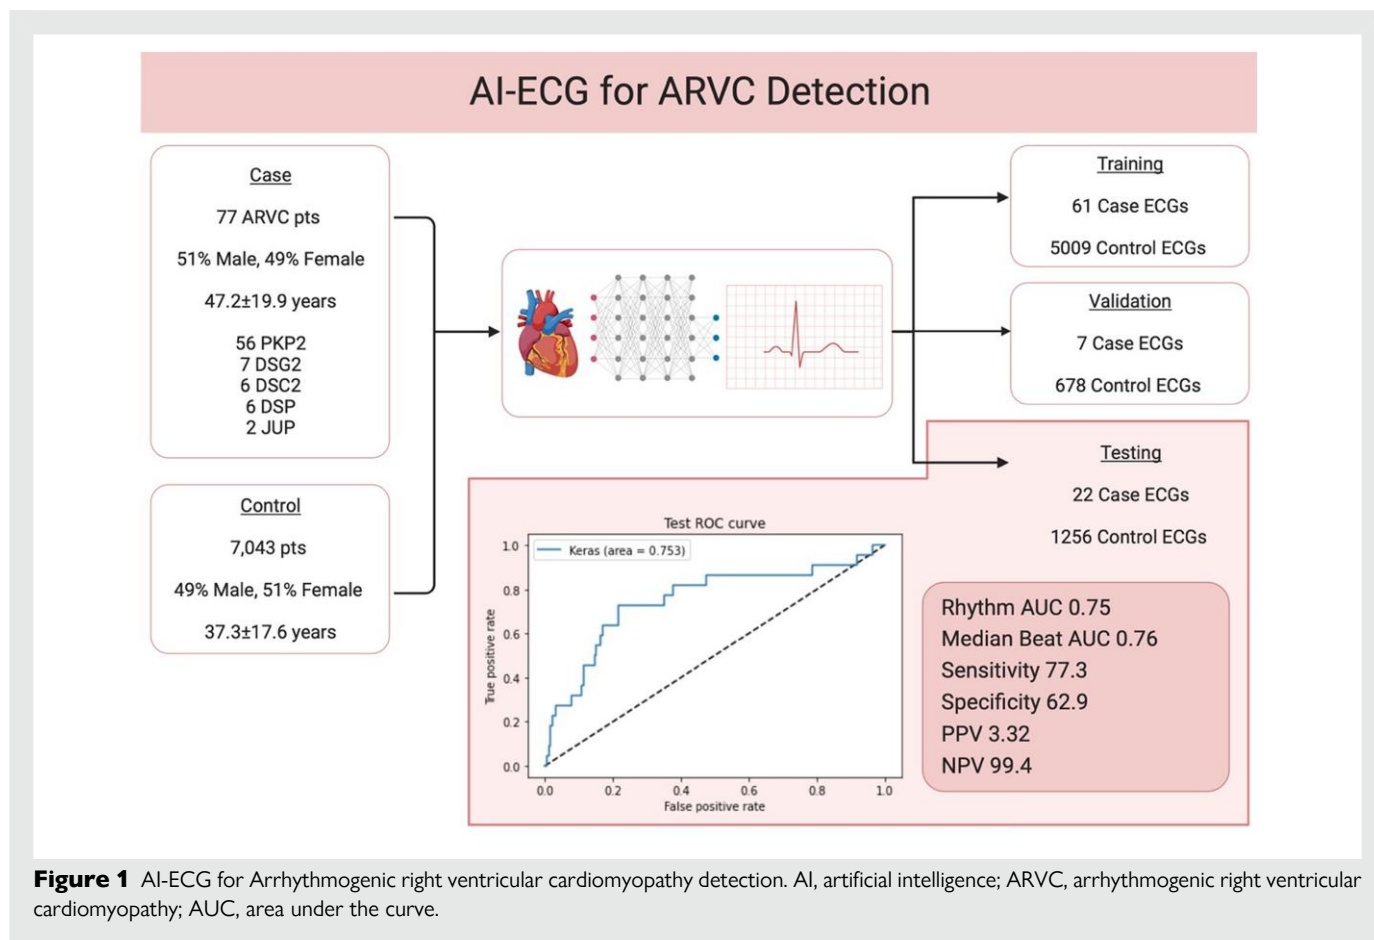 AI-ECG for ARVC Detection
Case
77 ARVC pts
51% Male, 49% Female
47.2±19.9 years
56 PKP2
7 DSG2
6 DSC2
6 DSP
2 JUP
Control
7,043 pts
49% Male, 51% Female
37.3±17.6 years
Training
61 Case ECGs
5009 Control ECGs
Validation
7 Case ECGs
678 Control ECGs
Testing
22 Case ECGs
1256 Control ECGs
Test ROC curve
Keras (area = 0.753)
True positive rate
1.0
0.8
0.6
0.4
0.2
0.0
0.0 0.2 0.4 0.6 0.8 1.0
False positive rate
Rhythm AUC 0.75
Median Beat AUC 0.76
Sensitivity 77.3
Specificity 62.9
PPV 3.32
NPV 99.4
Figure 1 AI-ECG for Arrhythmogenic right ventricular cardiomyopathy detection. AI, artificial intelligence; ARVC, arrhythmogenic right ventricular
cardiomyopathy; AUC, area under the curve.